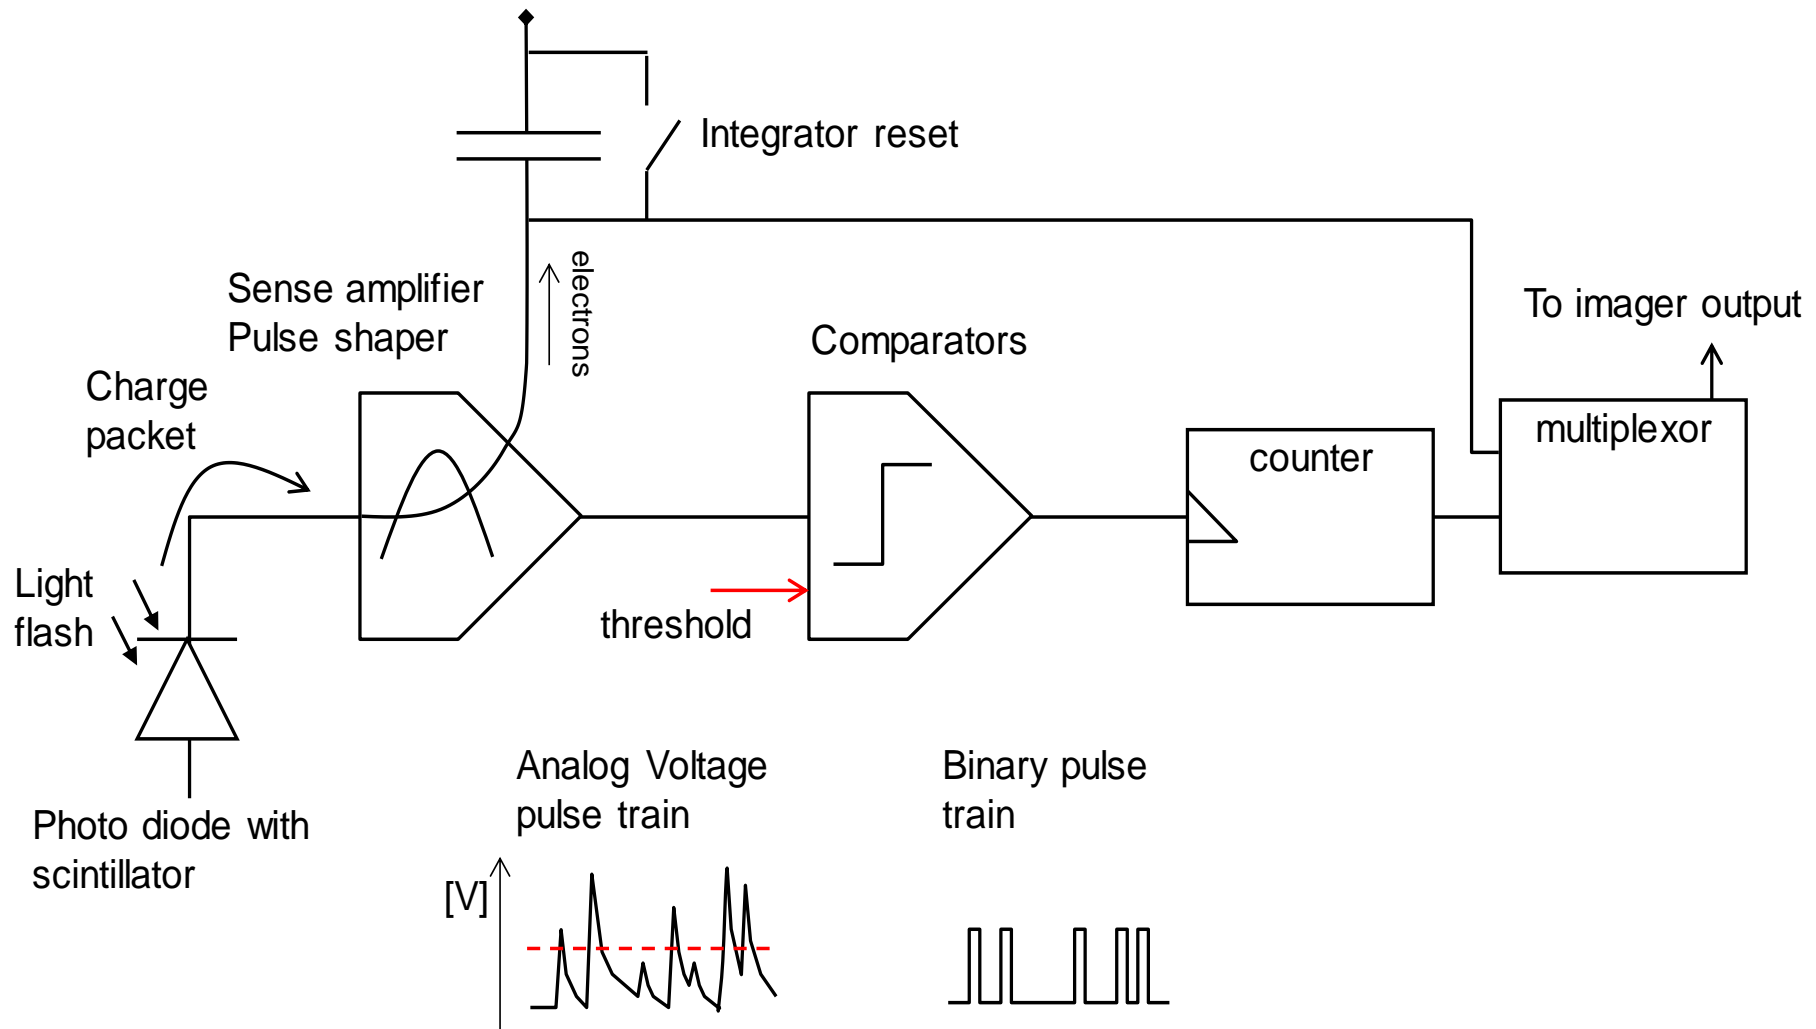 Integrator reset
electrons
Sense amplifier
Pulse shaper
To imager output
Comparators
Charge
packet
multiplexor
counter
Light
flash
threshold
Analog Voltage
pulse train
Binary pulse
train
Photo diode with
scintillator
[V]